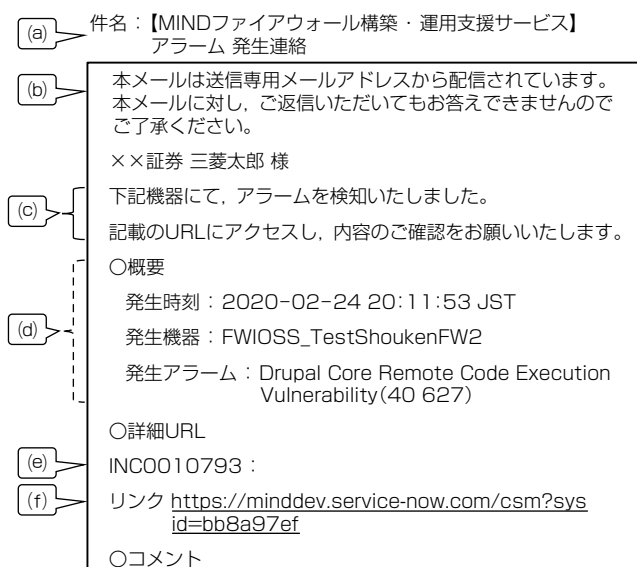 (a)
件名：【MINDファイアウォール構築・運用支援サービス】
アラーム 発生連絡
(b)
本メールは送信専用メールアドレスから配信されています。
本メールに対し，ご返信いただいてもお答えできませんので
ご了承ください。
××証券 三菱太郎 様
(c)
下記機器にて，アラームを検知いたしました。
記載のURLにアクセスし，内容のご確認をお願いいたします。
(d)
○概要
発生時刻：2020-02-24 20:11:53 JST
発生機器：FWIOSS_TestShoukenFW2
発生アラーム：Drupal Core Remote Code Execution
Vulnerability(40 627)
○詳細URL
(e)
INC0010793：
(f)
リンク https://minddev.service-now.com/csm?sys
id=bb8a97ef
○コメント